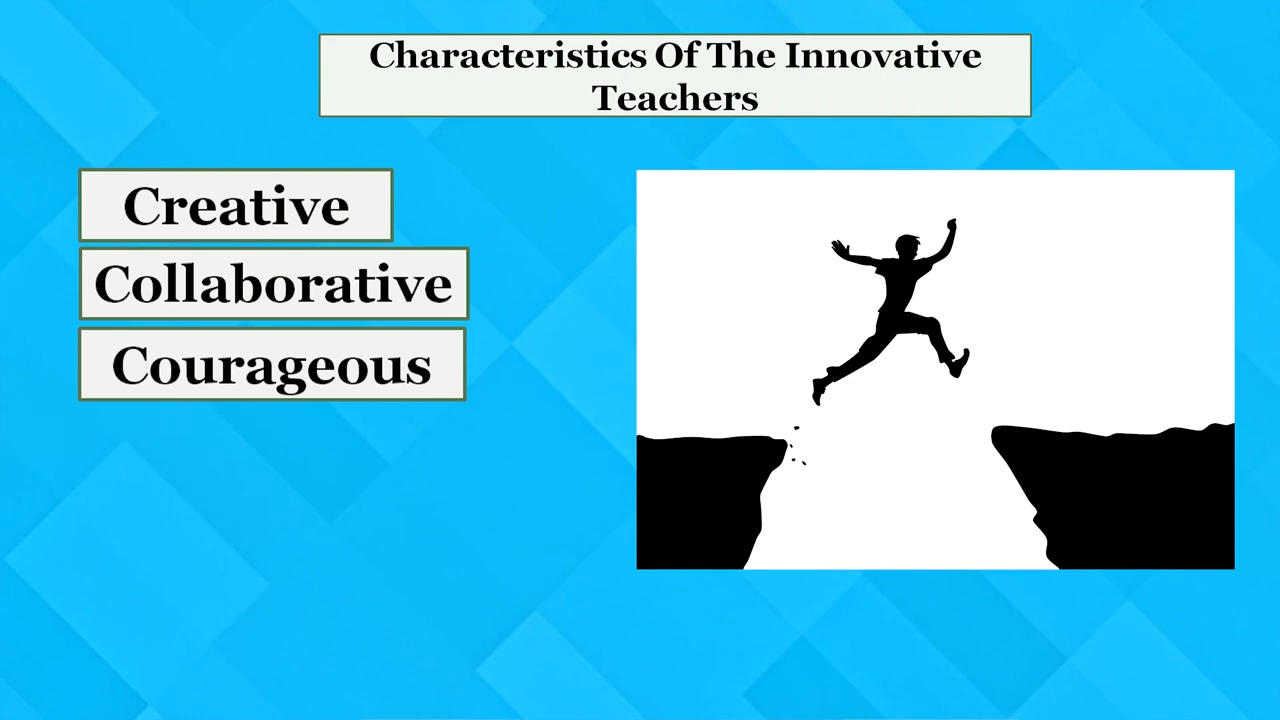 Characteristics Of The Innovative
Teachers
Creative
Collaborative
Courageous